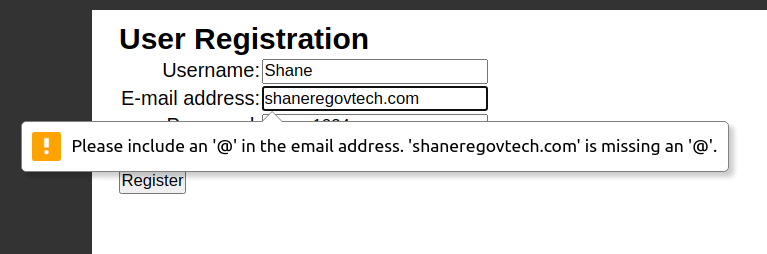 User Registration
Username: Shane
E-mail address: shaneregovtech.com
Please include an '@' in the email address. 'shaneregovtech.com' is missing an '@'.
Register